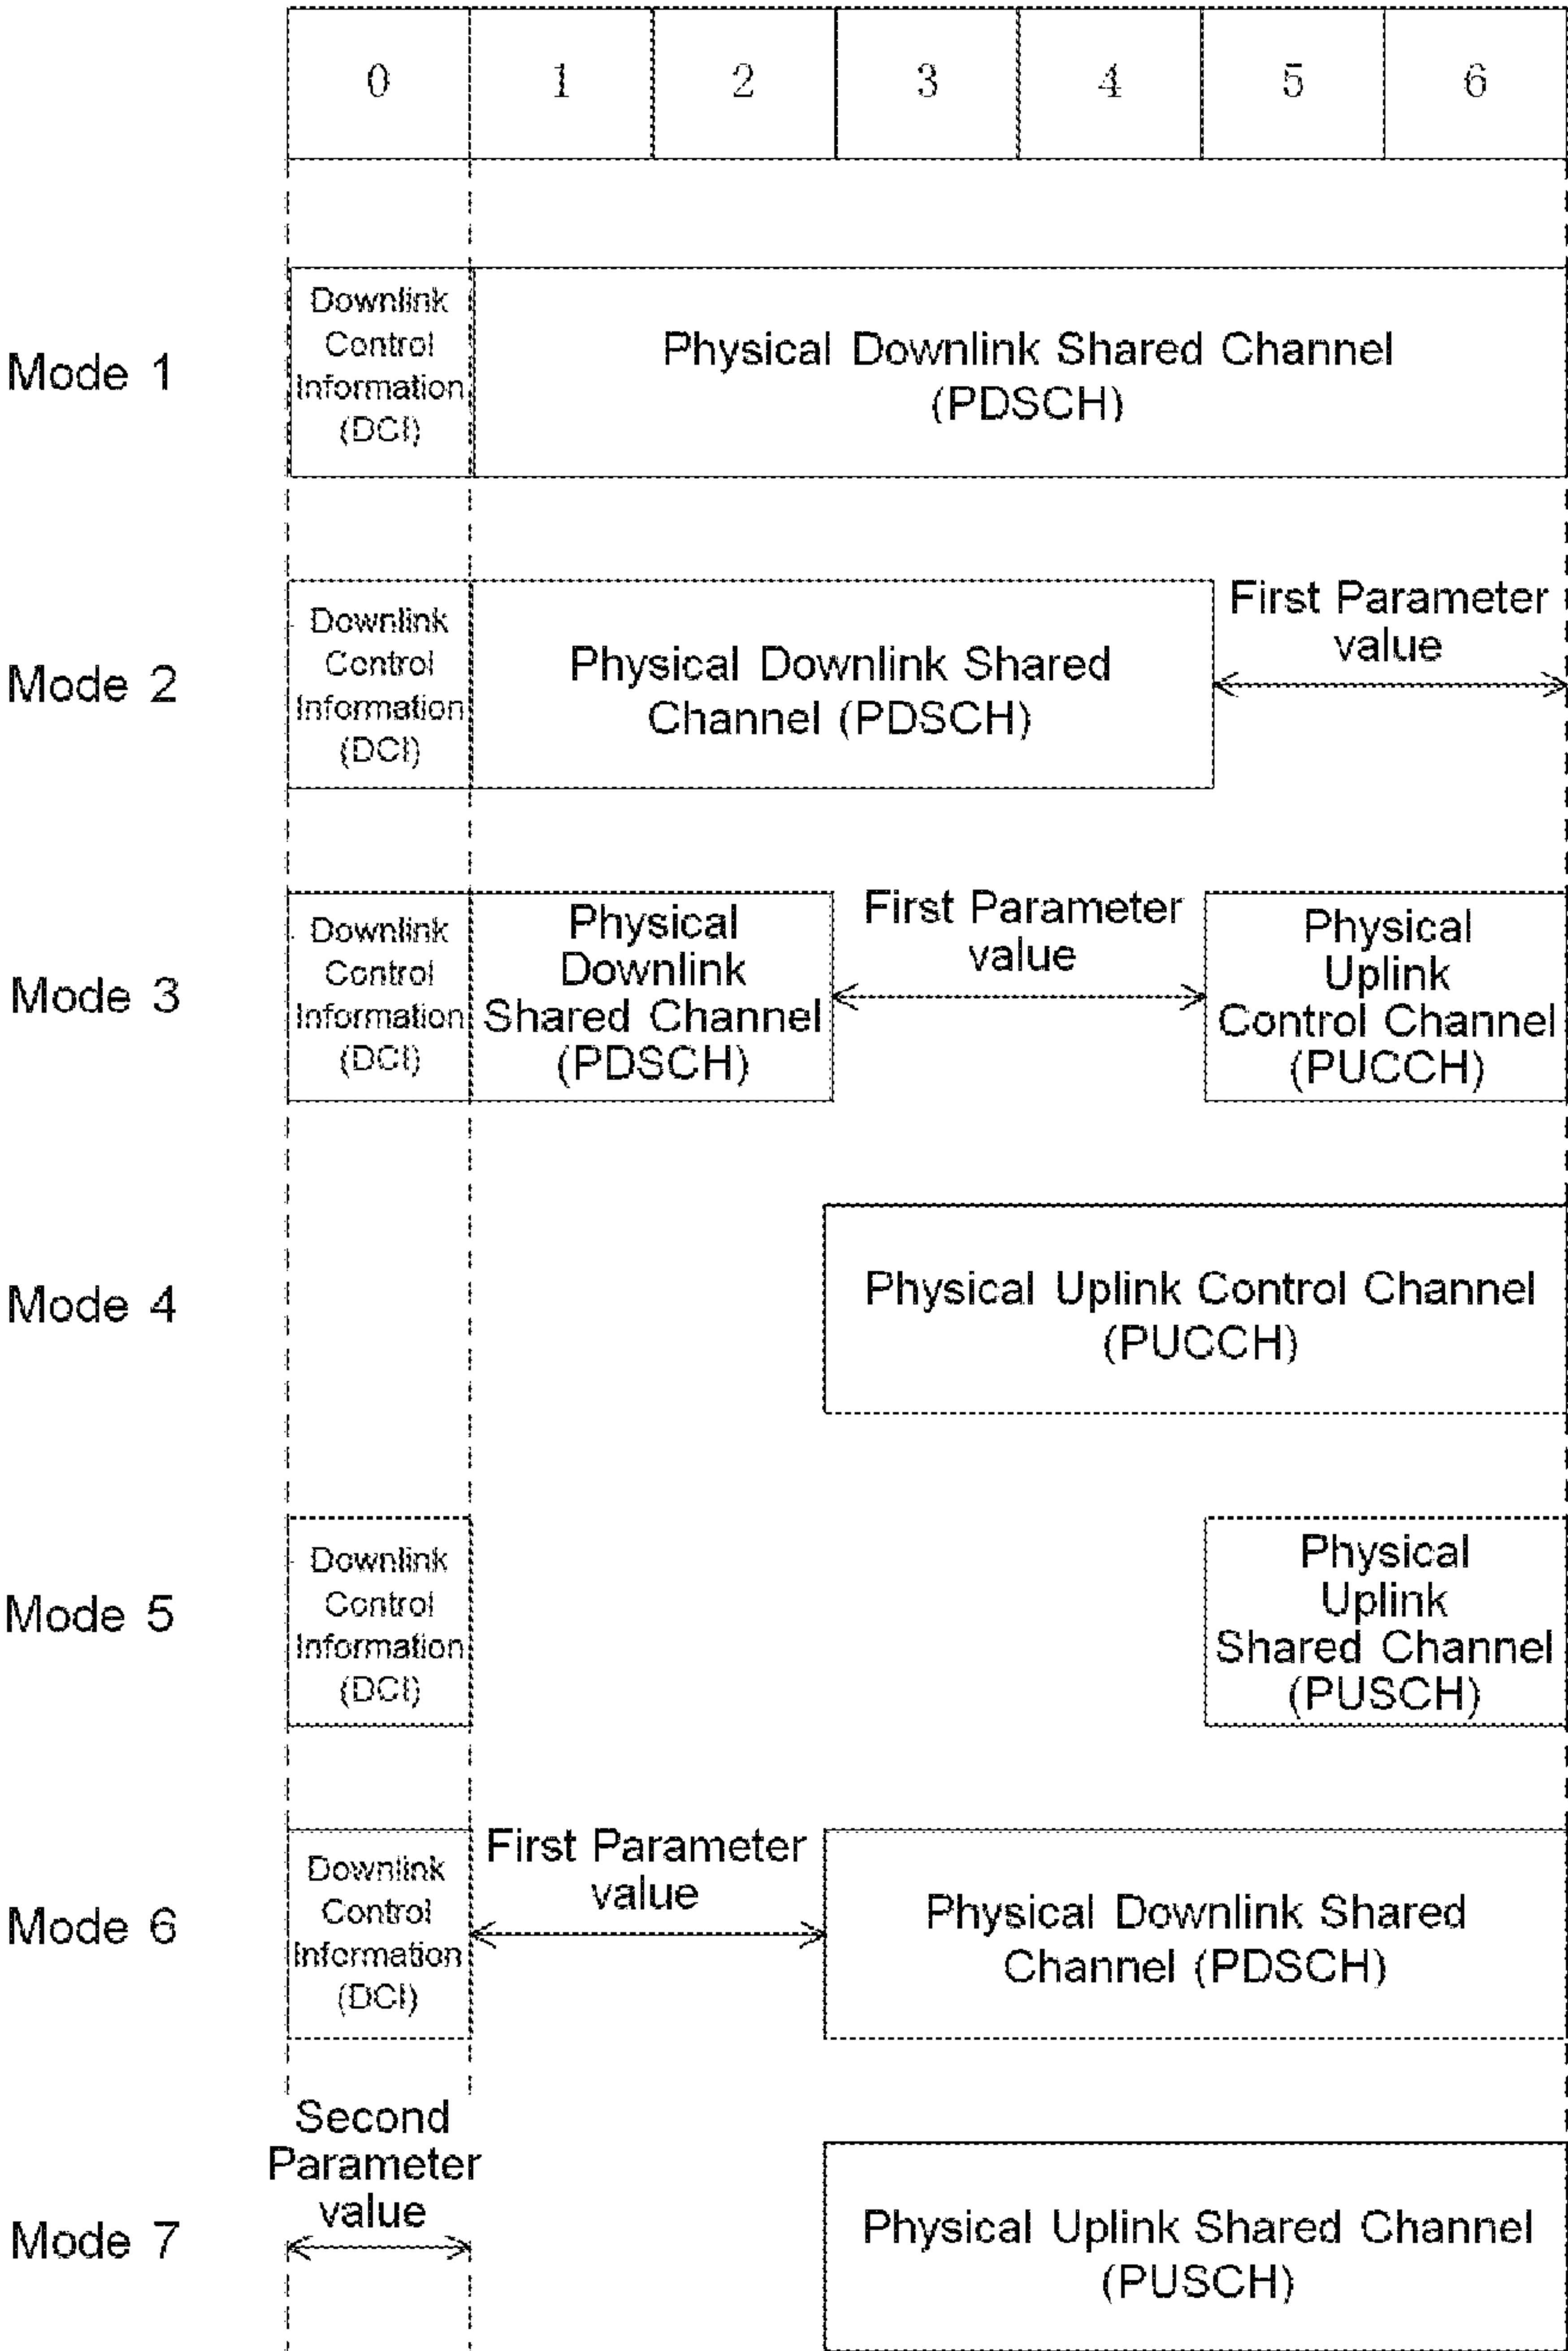 0 1 2 3 4 5 6
Mode 1
Downlink
Control
Information
(DCI)
Physical Downlink Shared Channel
(PDSCH)
Mode 2
Downlink
Control
Information
(DCI)
Physical Downlink Shared
Channel (PDSCH)
First Parameter
value
Mode 3
Downlink
Control
Information
(DCI)
Physical
Downlink
Shared Channel
(PDSCH)
First Parameter
value
Physical
Uplink
Control Channel
(PUCCH)
Mode 4
Physical Uplink Control Channel
(PUCCH)
Mode 5
Downlink
Control
Information
(DCI)
Physical
Uplink
Shared Channel
(PUSCH)
Mode 6
Downlink
Control
Information
(DCI)
First Parameter
value
Physical Downlink Shared
Channel (PDSCH)
Mode 7
Second
Parameter
value
Physical Uplink Shared Channel
(PUSCH)